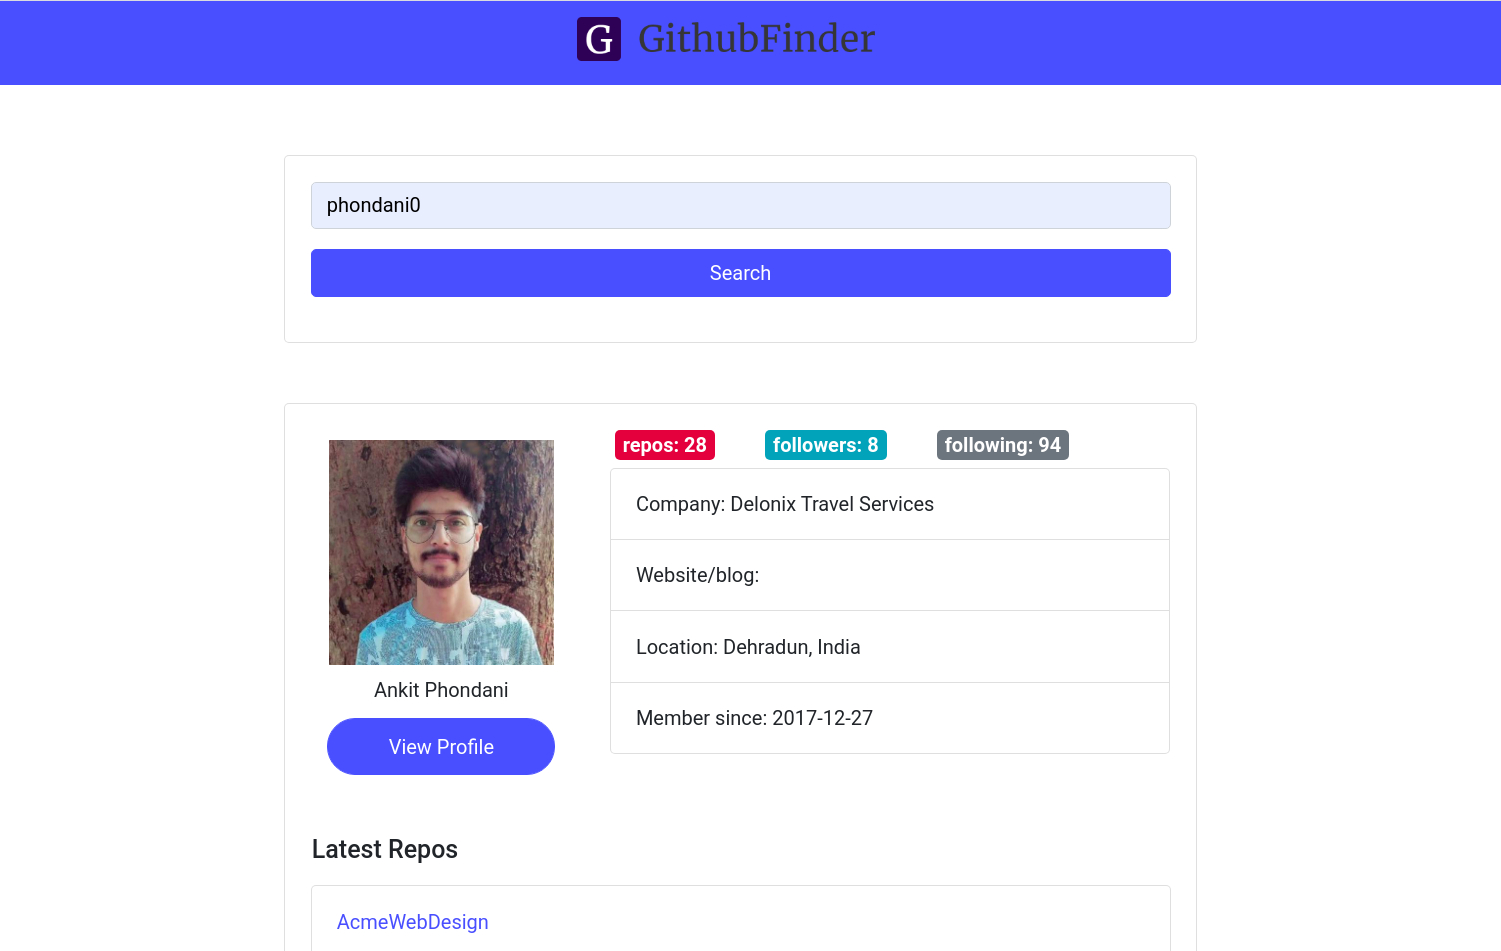 G GithubFinder
phondani0
Search
repos: 28 followers: 8 following: 94
Company: Delonix Travel Services
Website/blog:
Location: Dehradun, India
Member since: 2017-12-27
Ankit Phondani
View Profile
Latest Repos
AcmeWebDesign